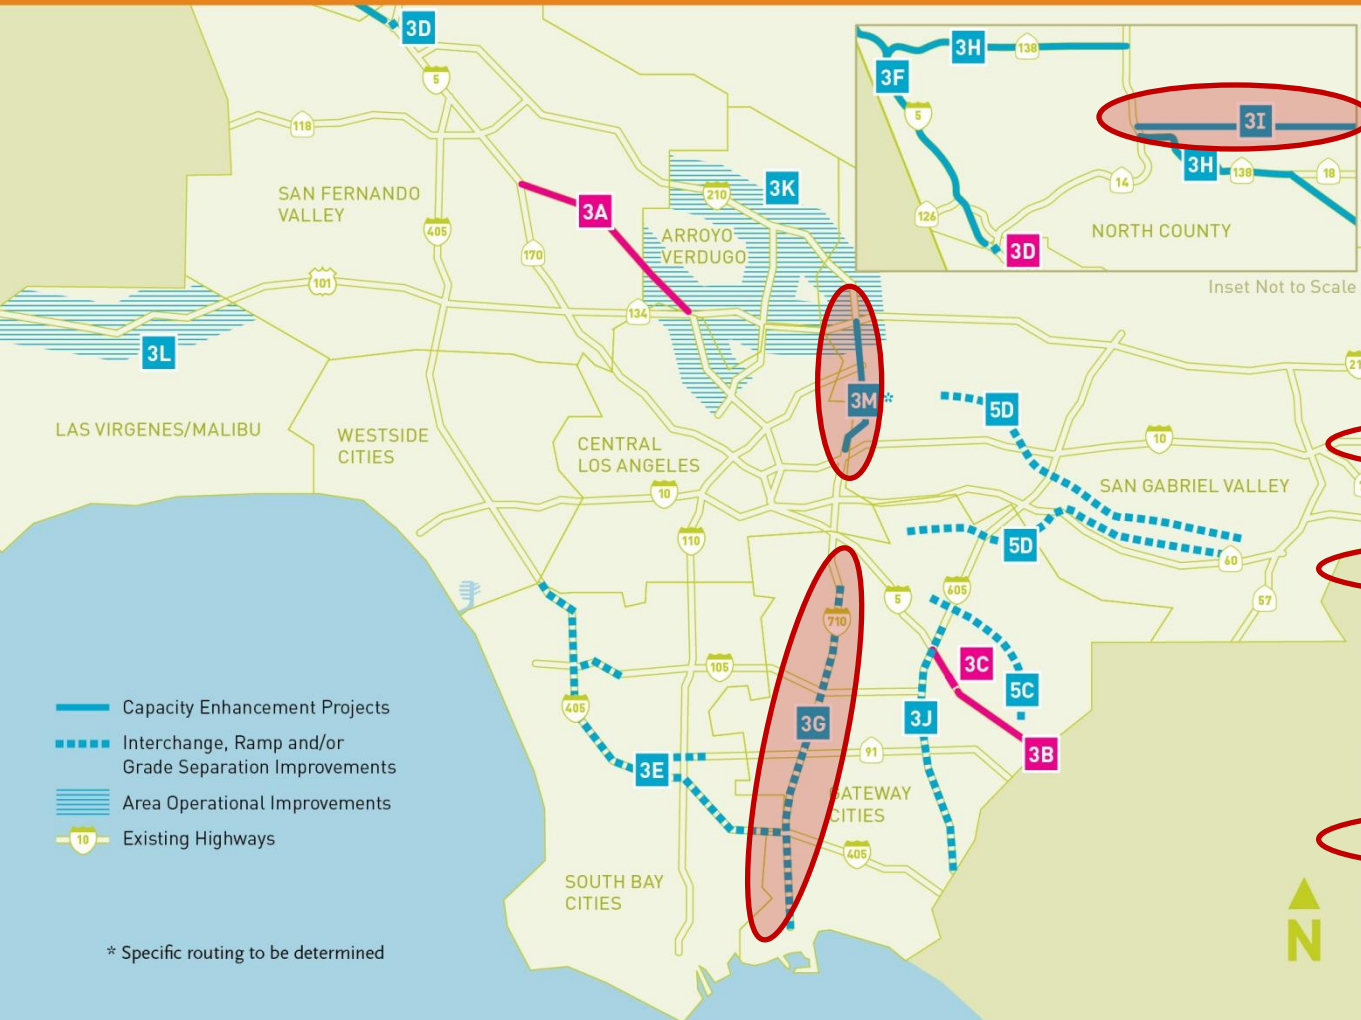 3D
3H
138
3F
5
5
3I
118
3H
138
18
SAN FERNANDO
VALLEY
210
3K
14
3A
126
NORTH COUNTY
405
ARROYO
VERDUGO
170
3D
101
Inset Not to Scale
134
3L
21
3M*
5D
LAS VIRGENES/MALIBU
WESTSIDE
CITIES
CENTRAL
LOS ANGELES
10
10
SAN GABRIEL VALLEY
110
5D
60
5
605
57
710
105
3C
5C
405
3G
3J
Capacity Enhancement Projects
Interchange, Ramp and/or
Grade Separation Improvements
3E
91
3B
Area Operational Improvements
GATEWAY
CITIES
10
Existing Highways
405
SOUTH BAY
CITIES
N
* Specific routing to be determined